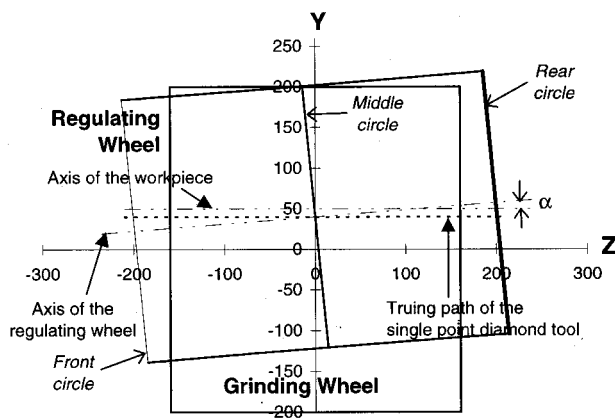 Y
250
200
150
100
50
0
-50
-100
-150
-200
Rear
circle
Middle
circle
Regulating
Wheel
Axis of the workpiece
α
Z
-300
-200
-100
0
100
200
300
Axis of the
regulating wheel
Truing path of the
single point diamond tool
Front
circle
Grinding Wheel